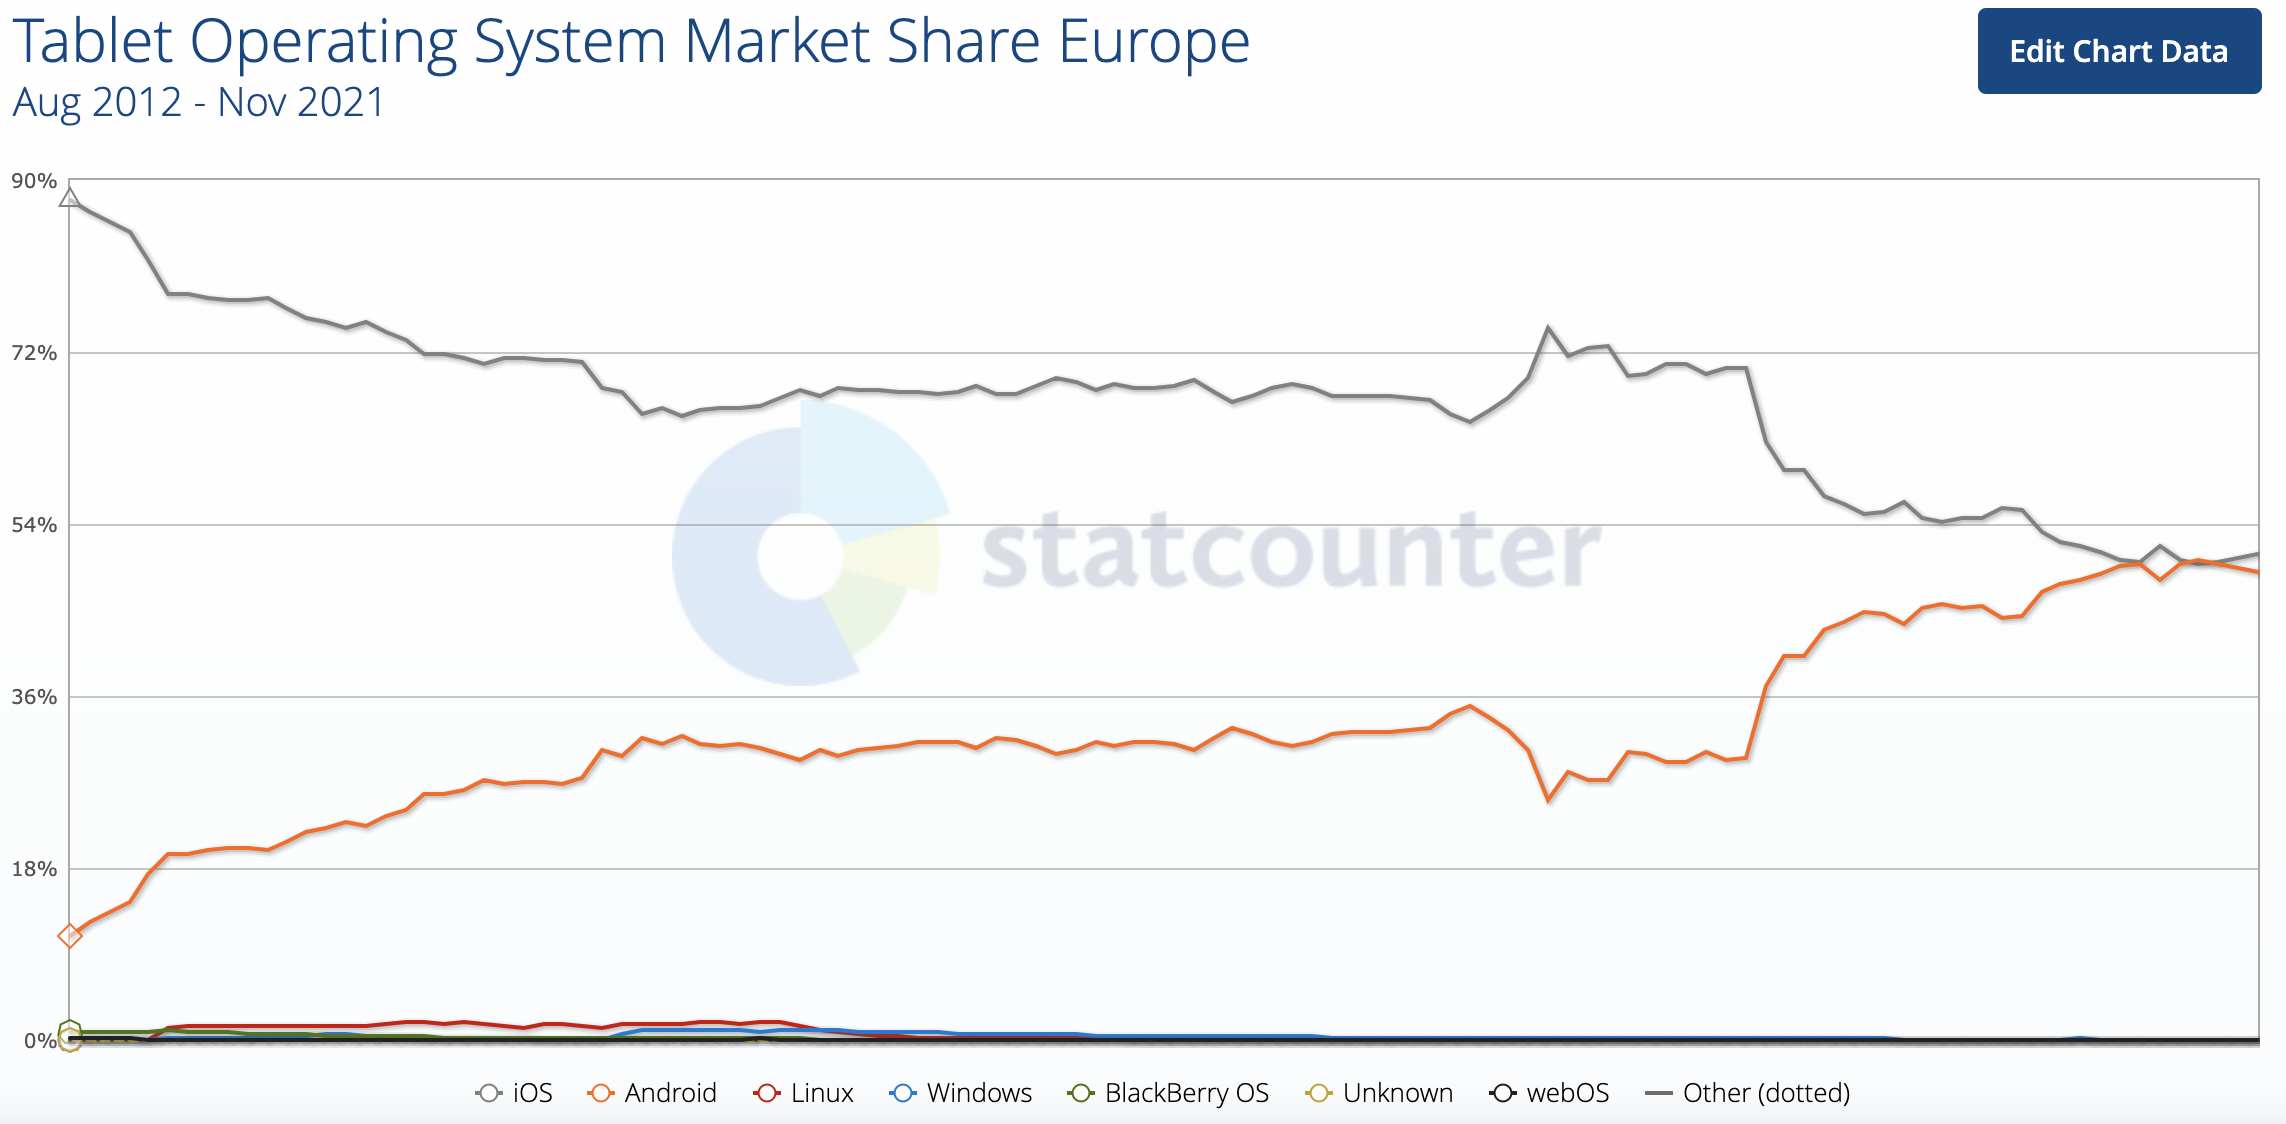 Tablet Operating System Market Share Europe
Edit Chart Data
Aug 2012 - Nov 2021
90%
72%
54%
statcounter
36%
18%
0%
iOS Android Linux Windows BlackBerry OS Unknown webOS Other (dotted)